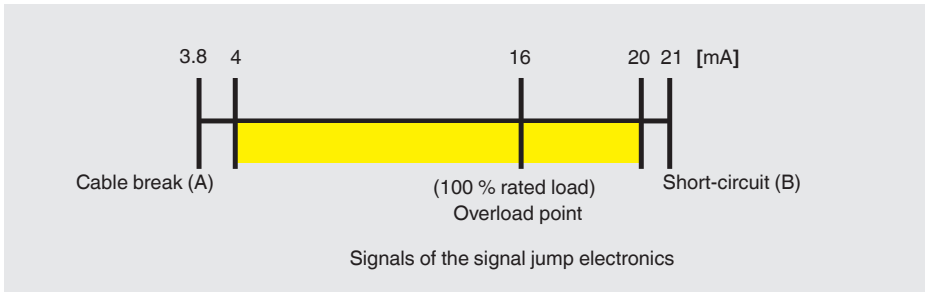 3.8 4 16 20 21 [mA]
Cable break (A) (100 % rated load) Short-circuit (B)
Overload point
Signals of the signal jump electronics